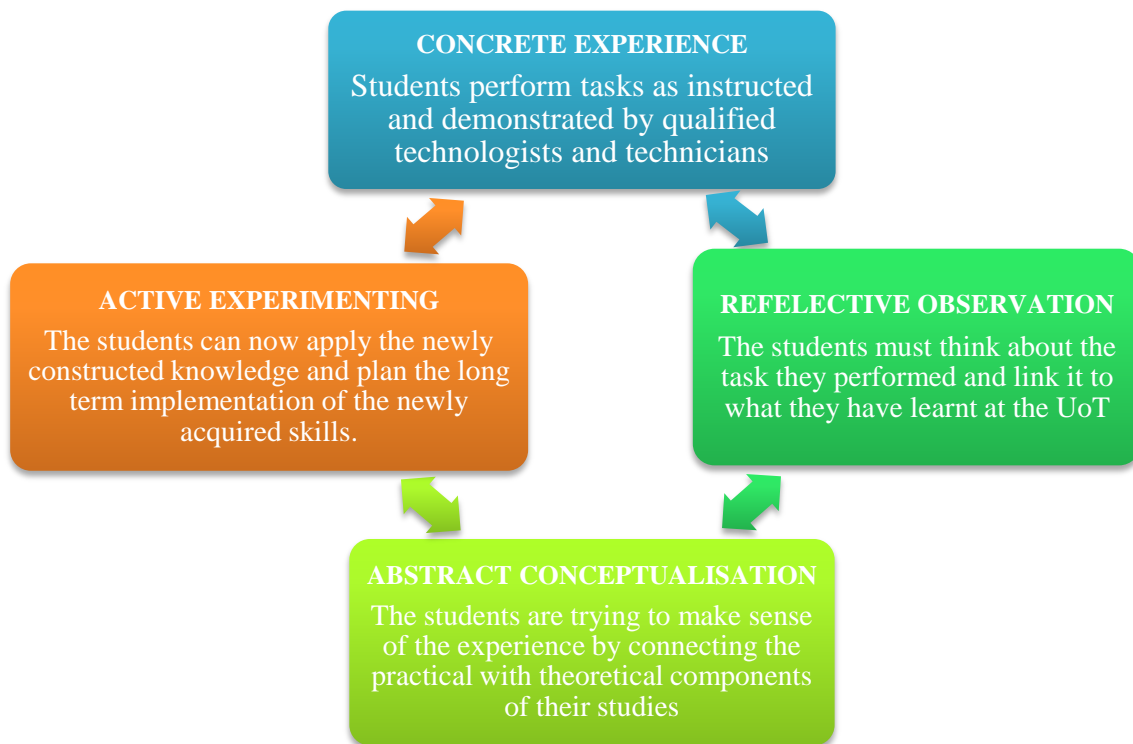 CONCRETE EXPERIENCE
Students perform tasks as instructed
and demonstrated by qualified
technologists and technicians
ACTIVE EXPERIMENTING
The students can now apply the newly
constructed knowledge and plan the long
term implementation of the newly
acquired skills.
REFELECTIVE OBSERVATION
The students must think about the
task they performed and link it to
what they have learnt at the UoT
ABSTRACT CONCEPTUALISATION
The students are trying to make sense
of the experience by connecting the
practical with theoretical components
of their studies